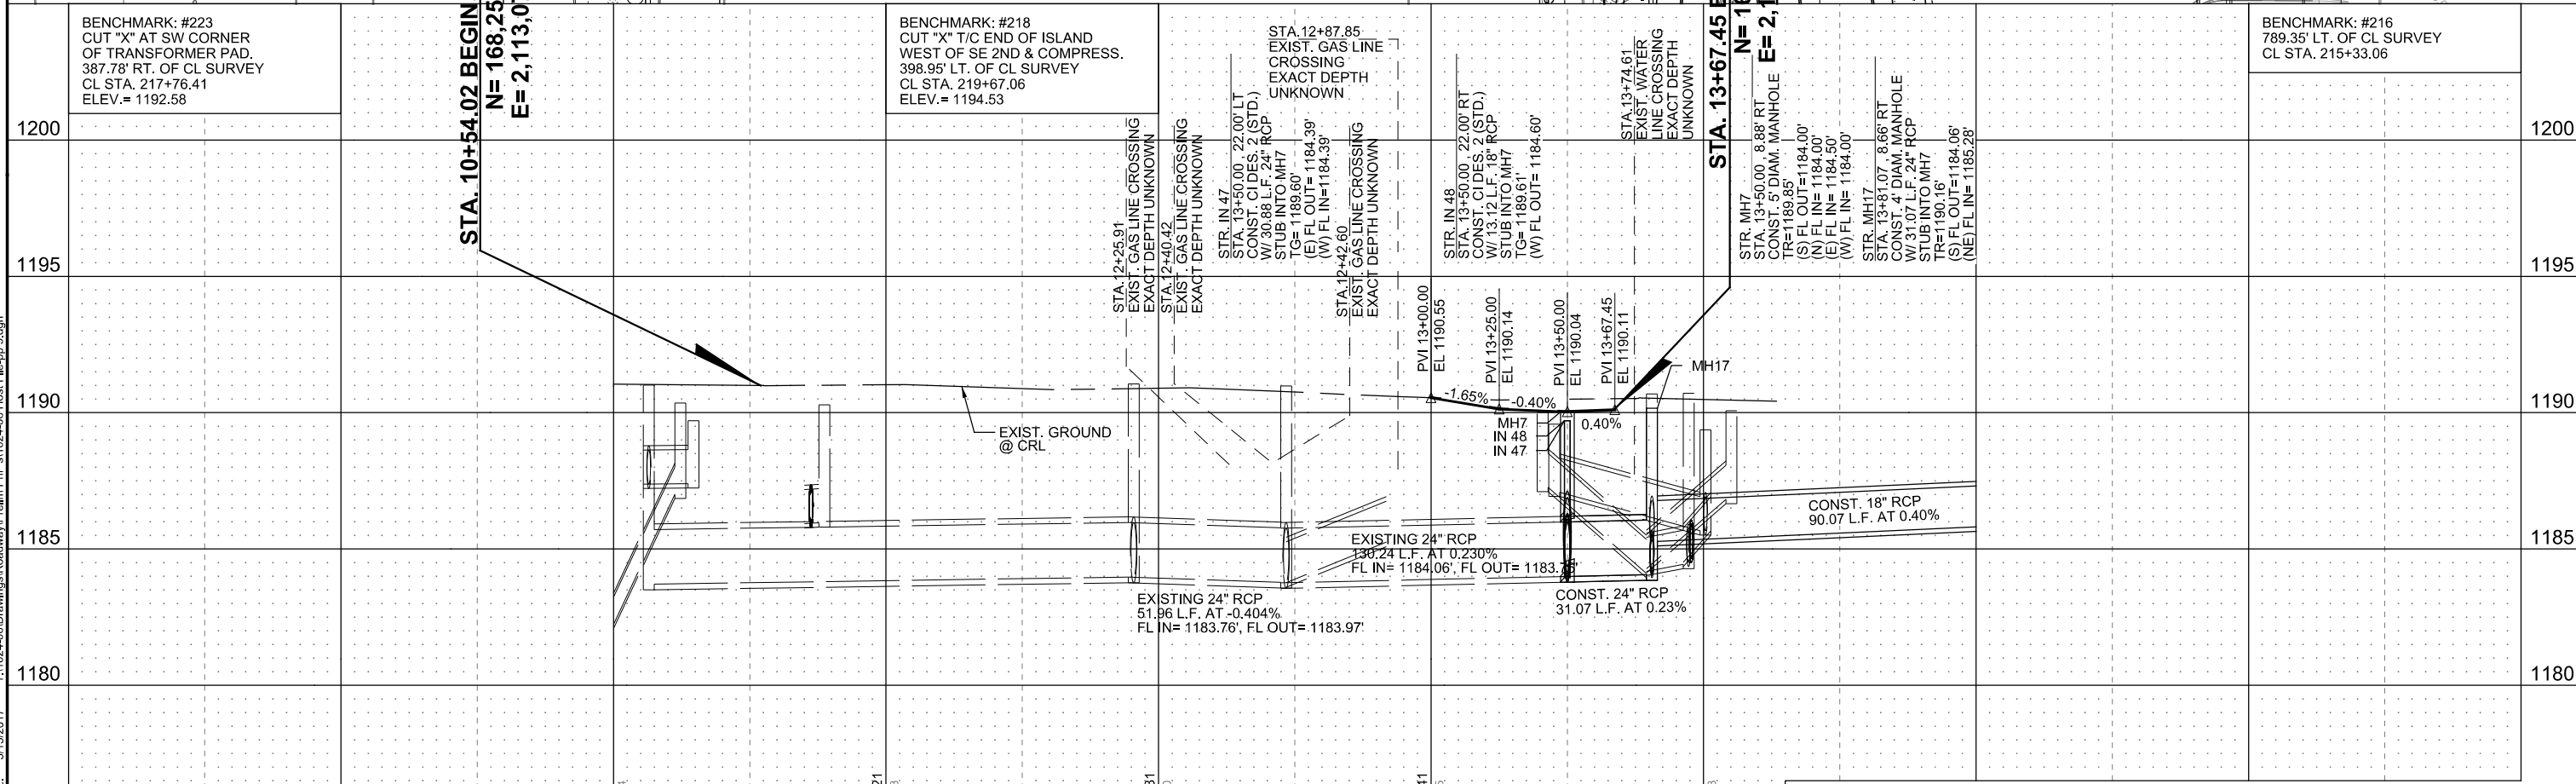 BENCHMARK: #223
CUT "X" AT SW CORNER
OF TRANSFORMER PAD.
387.78' RT. OF CL SURVEY
CL STA. 217+76.41
ELEV.= 1192.58
STA. 10+54.02 BEGIN
N= 168,25
E= 2,113,0
BENCHMARK: #218
CUT "X" T/C END OF ISLAND
WEST OF SE 2ND & COMPRESS.
398.95' LT. OF CL SURVEY
CL STA. 219+67.06
ELEV.= 1194.53
STA.12+87.85
EXIST. GAS LINE
CROSSING
EXACT DEPTH
UNKNOWN
BENCHMARK: #216
789.35' LT. OF CL SURVEY
CL STA. 215+33.06
STA.12+25.91
EXIST. GAS LINE CROSSING
EXACT DEPTH UNKNOWN
STA.12+40.42
EXIST. GAS LINE CROSSING
EXACT DEPTH UNKNOWN
STR. IN 47
STA. 13+50.00 , 22.00' LT
CONST. CI DES. 2 (STD.)
W/ 30.88 L.F. 24" RCP
STUB INTO MH7
TG= 1189.60'
(E) FL OUT= 1184.39'
(W) FL IN=1184.39'
STA.12+42.60
EXIST. GAS LINE CROSSING
EXACT DEPTH UNKNOWN
STR. IN 48
STA. 13+50.00 , 22.00' RT
CONST. CI DES. 2 (STD.)
W/ 13.12 L.F. 18" RCP
STUB INTO MH7
TG= 1189.61'
(W) FL OUT= 1184.60'
STA.13+74.61
EXIST. WATER
LINE CROSSING
EXACT DEPTH
UNKNOWN
STA. 13+67.45 E
N= 16
E= 2,1
STR. MH7
STA. 13+50.00 , 8.88' RT
CONST. 5' DIAM. MANHOLE
TR=1189.85'
(S) FL OUT=1184.00'
(N) FL IN= 1184.00'
(E) FL IN= 1184.50'
(W) FL IN= 1184.00'
STR. MH17
STA. 13+81.07 , 8.66' RT
CONST. 4' DIAM. MANHOLE
W/ 31.07 L.F. 24" RCP
STUB INTO MH7
TR=1190.16'
(S) FL OUT=1184.06'
(NE) FL IN= 1185.28'
1200
1200
1195
1195
PVI 13+00.00
EL 1190.55
PVI 13+25.00
EL 1190.14
PVI 13+50.00
EL 1190.04
PVI 13+67.45
EL 1190.11
MH17
-1.65%
-0.40%
0.40%
1190
1190
EXIST. GROUND
@ CRL
MH7
IN 48
IN 47
CONST. 18" RCP
90.07 L.F. AT 0.40%
1185
1185
EXISTING 24" RCP
130.24 L.F. AT 0.230%
FL IN= 1184.06', FL OUT= 1183.76'
EXISTING 24" RCP
51.96 L.F. AT -0.404%
FL IN= 1183.76', FL OUT= 1183.97'
CONST. 24" RCP
31.07 L.F. AT 0.23%
1180
1180